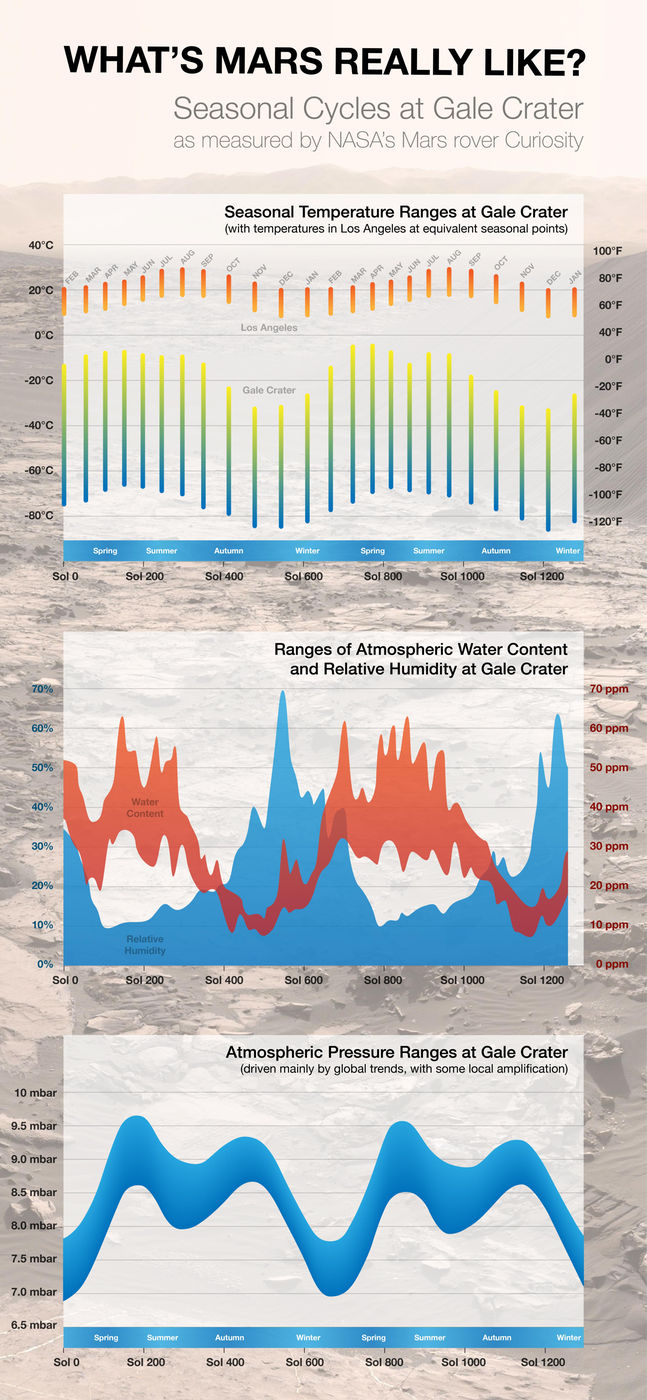 WHAT'S MARS REALLY LIKE?
Seasonal Cycles at Gale Crater
as measured by NASA's Mars rover Curiosity
Seasonal Temperature Ranges at Gale Crater
(with temperatures in Los Angeles at equivalent seasonal points)
40°C
20°C
0°C
-20°C
-40°C
-60°C
-80°C
100°F
80°F
60°F
40°F
0°F
-20°F
-40°F
-60°F
-80°F
-100°F
-120°F
FEB MAR APR MAY JUN JUL AUG SEP OCT NOV DEC JAN FEB MAR APR MAY JUN JUL AUG SEP OCT NOV DEC JAN
Los Angeles
Gale Crater
Spring Summer Autumn Winter Spring Summer Autumn Winter
Sol 0 Sol 200 Sol 400 Sol 600 Sol 800 Sol 1000 Sol 1200
Ranges of Atmospheric Water Content
and Relative Humidity at Gale Crater
70%
60%
50%
40%
30%
20%
10%
0%
70 ppm
60 ppm
50 ppm
40 ppm
30 ppm
20 ppm
10 ppm
0 ppm
Water
Content
Relative
Humidity
Sol 0 Sol 200 Sol 400 Sol 600 Sol 800 Sol 1000 Sol 1200
Atmospheric Pressure Ranges at Gale Crater
(driven mainly by global trends, with some local amplification)
10 mbar
9.5 mbar
9.0 mbar
8.5 mbar
8.0 mbar
7.5 mbar
7.0 mbar
6.5 mbar
Spring Summer Autumn Winter Spring Summer Autumn Winter
Sol 0 Sol 200 Sol 400 Sol 600 Sol 800 Sol 1000 Sol 1200